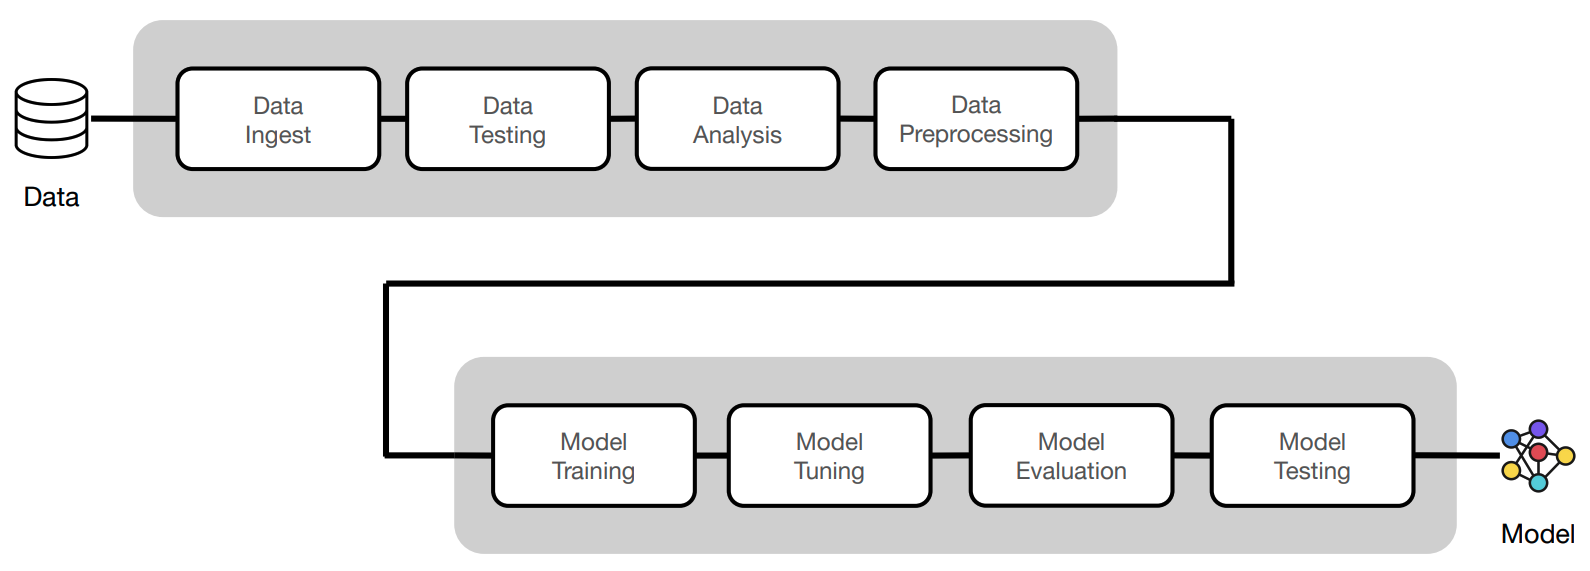 Data
Data
Ingest
Data
Testing
Data
Analysis
Data
Preprocessing
Model
Training
Model
Tuning
Model
Evaluation
Model
Testing
Model